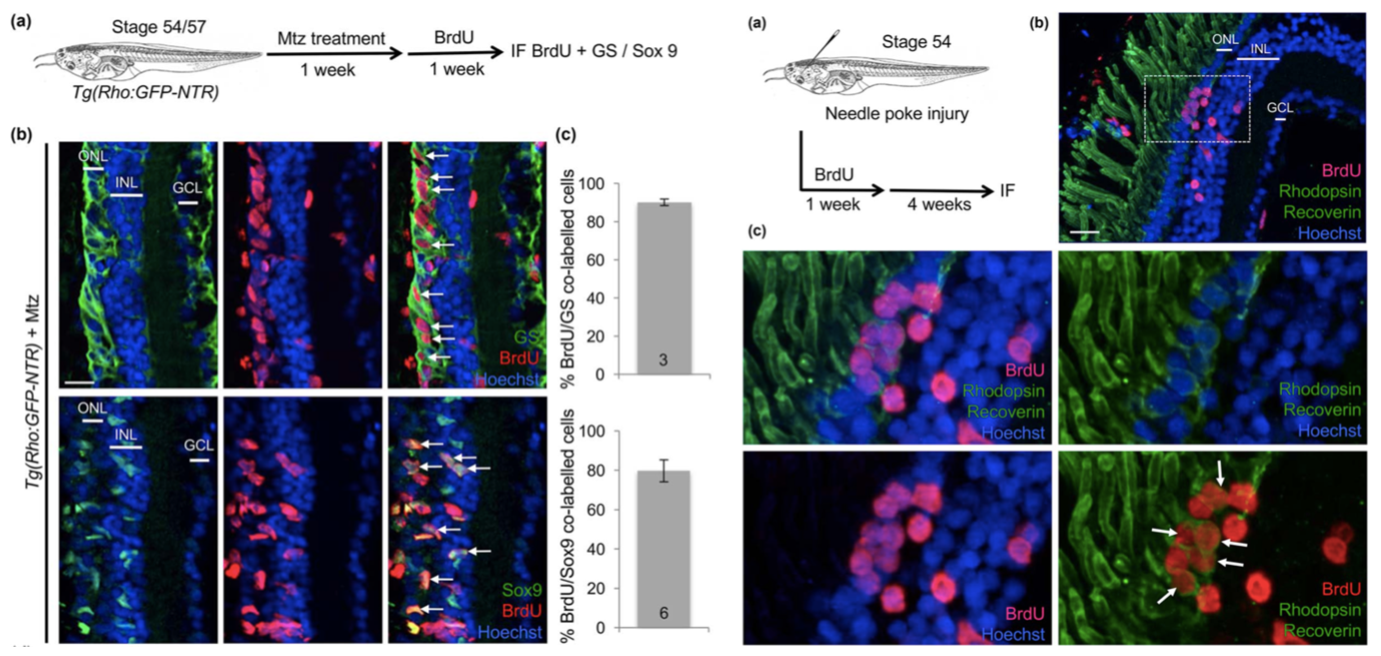 (a)
Stage 54/57
Mtz treatment
BrdU
IF BrdU + GS / Sox 9
1 week
1 week
Tg(Rho:GFP-NTR)
(b)
Tg(Rho:GFP-NTR) + Mtz
ONL
INL
GCL
GS
BrdU
Hoechst
ONL
INL
GCL
Sox9
BrdU
Hoechst
(c)
% BrdU/GS co-labelled cells
100
80
60
40
20
0
3
% BrdU/Sox9 co-labelled cells
100
80
60
40
20
0
6
(a)
Stage 54
Needle poke injury
BrdU
1 week
4 weeks
IF
(b)
ONL
INL
GCL
BrdU
Rhodopsin
Recoverin
Hoechst
(c)
BrdU
Rhodopsin
Recoverin
Hoechst
Rhodopsin
Recoverin
Hoechst
BrdU
Hoechst
BrdU
Rhodopsin
Recoverin